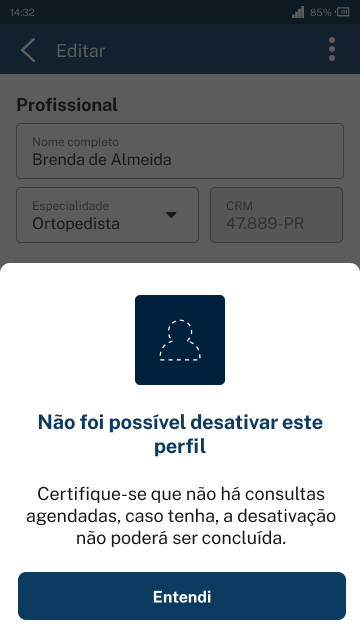 14:32
85%
Editar
Profissional
Nome completo
Brenda de Almeida
Especialidade
CRM
Ortopedista
47.889-PR
Não foi possível desativar este
perfil
Certifique-se que não há consultas
agendadas, caso tenha, a desativação
não poderá ser concluída.
Entendi